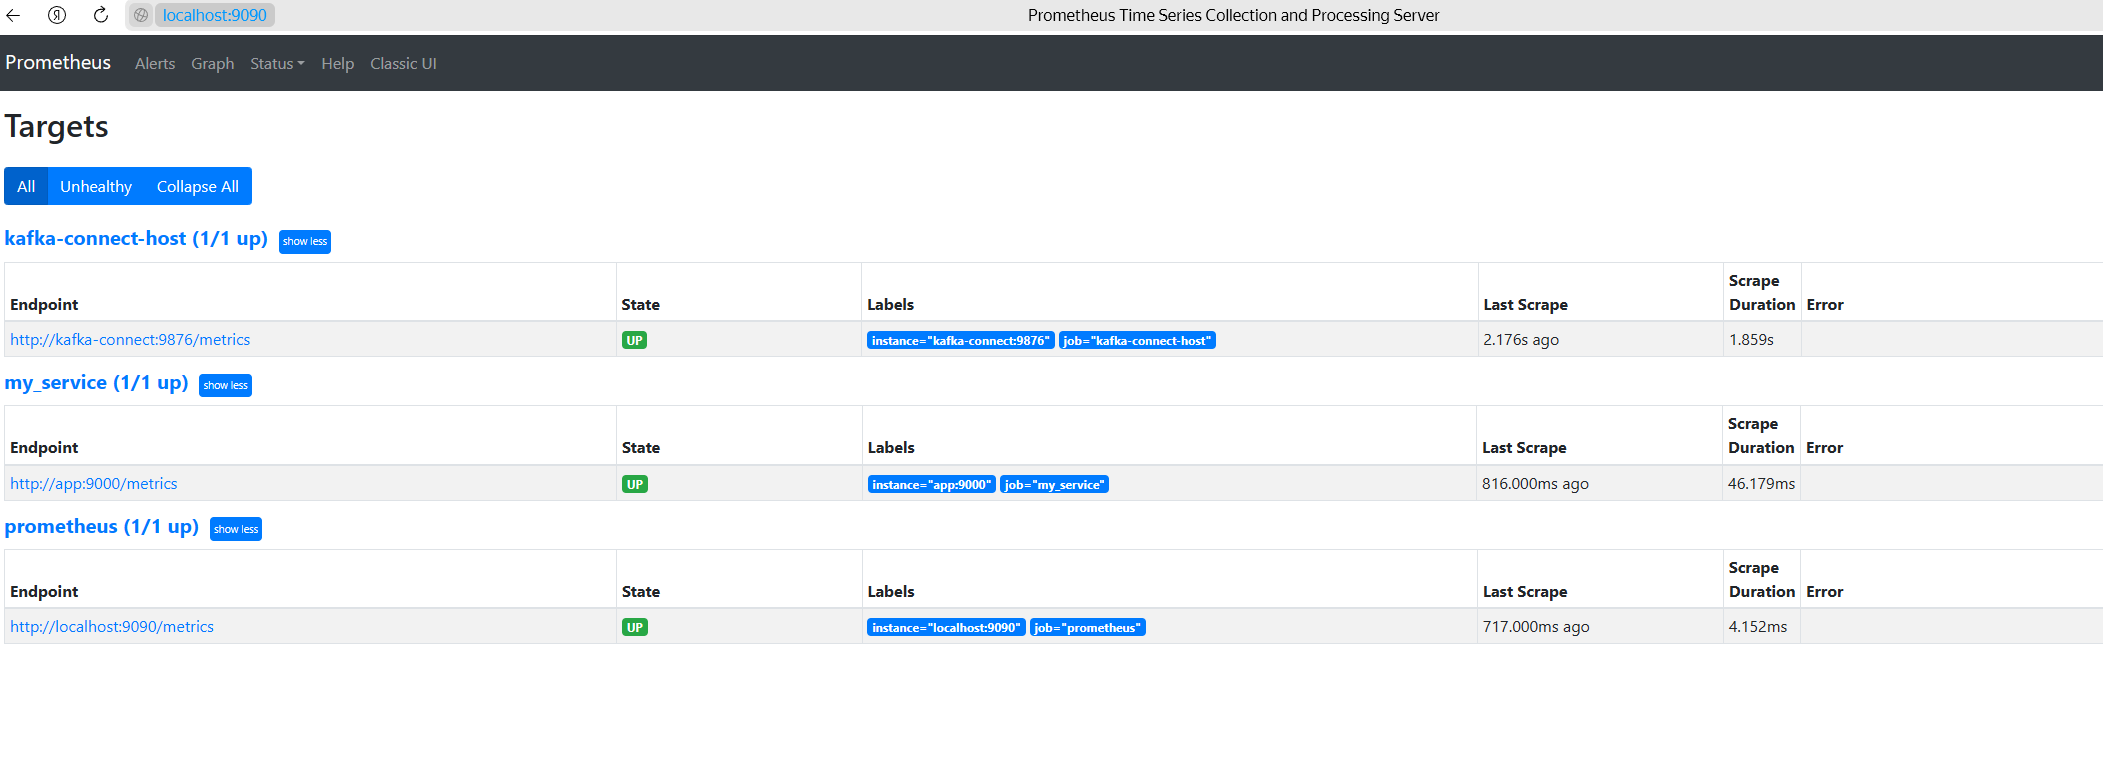 localhost:9090 Prometheus Time Series Collection and Processing Server
Prometheus Alerts Graph Status Help Classic UI
Targets
All Unhealthy Collapse All
kafka-connect-host (1/1 up) show less
Endpoint State Labels Last Scrape Scrape Duration Error
http://kafka-connect:9876/metrics UP instance="kafka-connect:9876" job="kafka-connect-host" 2.176s ago 1.859s
my_service (1/1 up) show less
Endpoint State Labels Last Scrape Scrape Duration Error
http://app:9000/metrics UP instance="app:9000" job="my_service" 816.000ms ago 46.179ms
prometheus (1/1 up) show less
Endpoint State Labels Last Scrape Scrape Duration Error
http://localhost:9090/metrics UP instance="localhost:9090" job="prometheus" 717.000ms ago 4.152ms